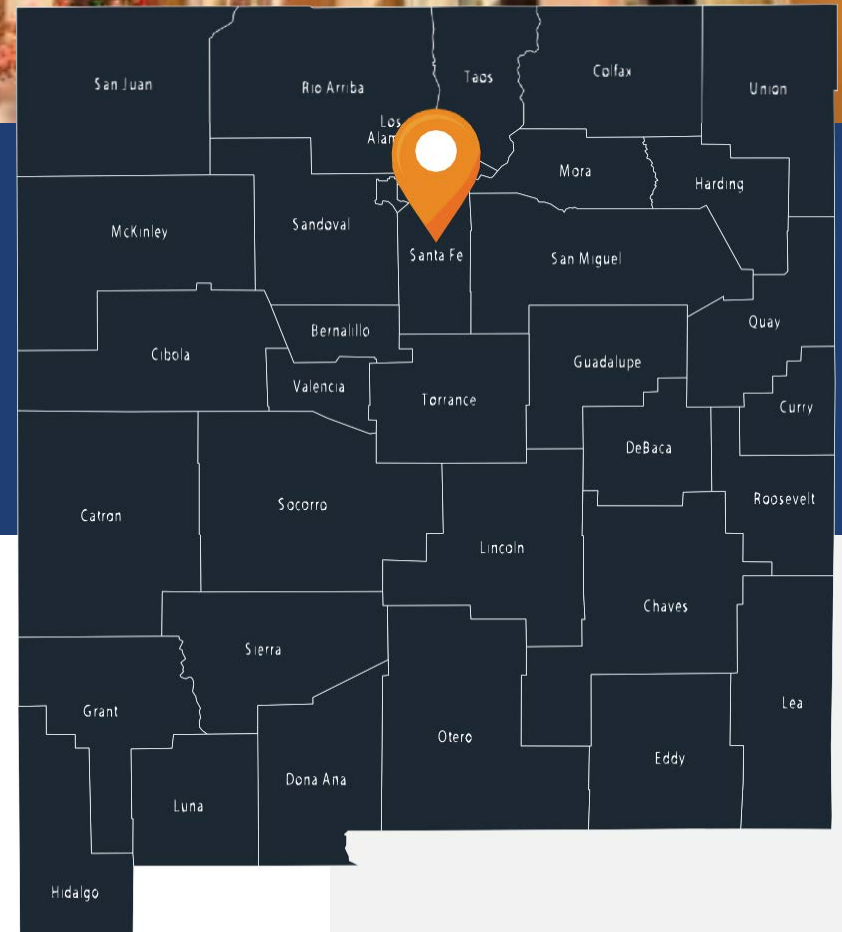 San Juan
Rio Arriba
Taos
Colfax
Union
Los
Alam
Mora
Harding
McKinley
Sandoval
Santa Fe
San Miguel
Bernalillo
Quay
Cibola
Guadalupe
Valencia
Torrance
Curry
DeBaca
Catron
Socorro
Roosevelt
Lincoln
Chaves
Sierra
Grant
Lea
Otero
Eddy
Dona Ana
Luna
Hidalgo